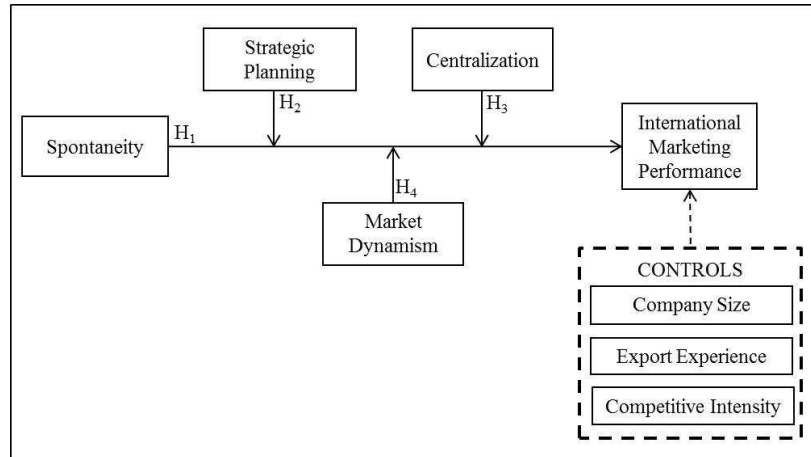 Strategic
Planning
Centralization
H₂
H₃
Spontaneity
H₁
International
Marketing
Performance
H₄
Market
Dynamism
CONTROLS
Company Size
Export Experience
Competitive Intensity